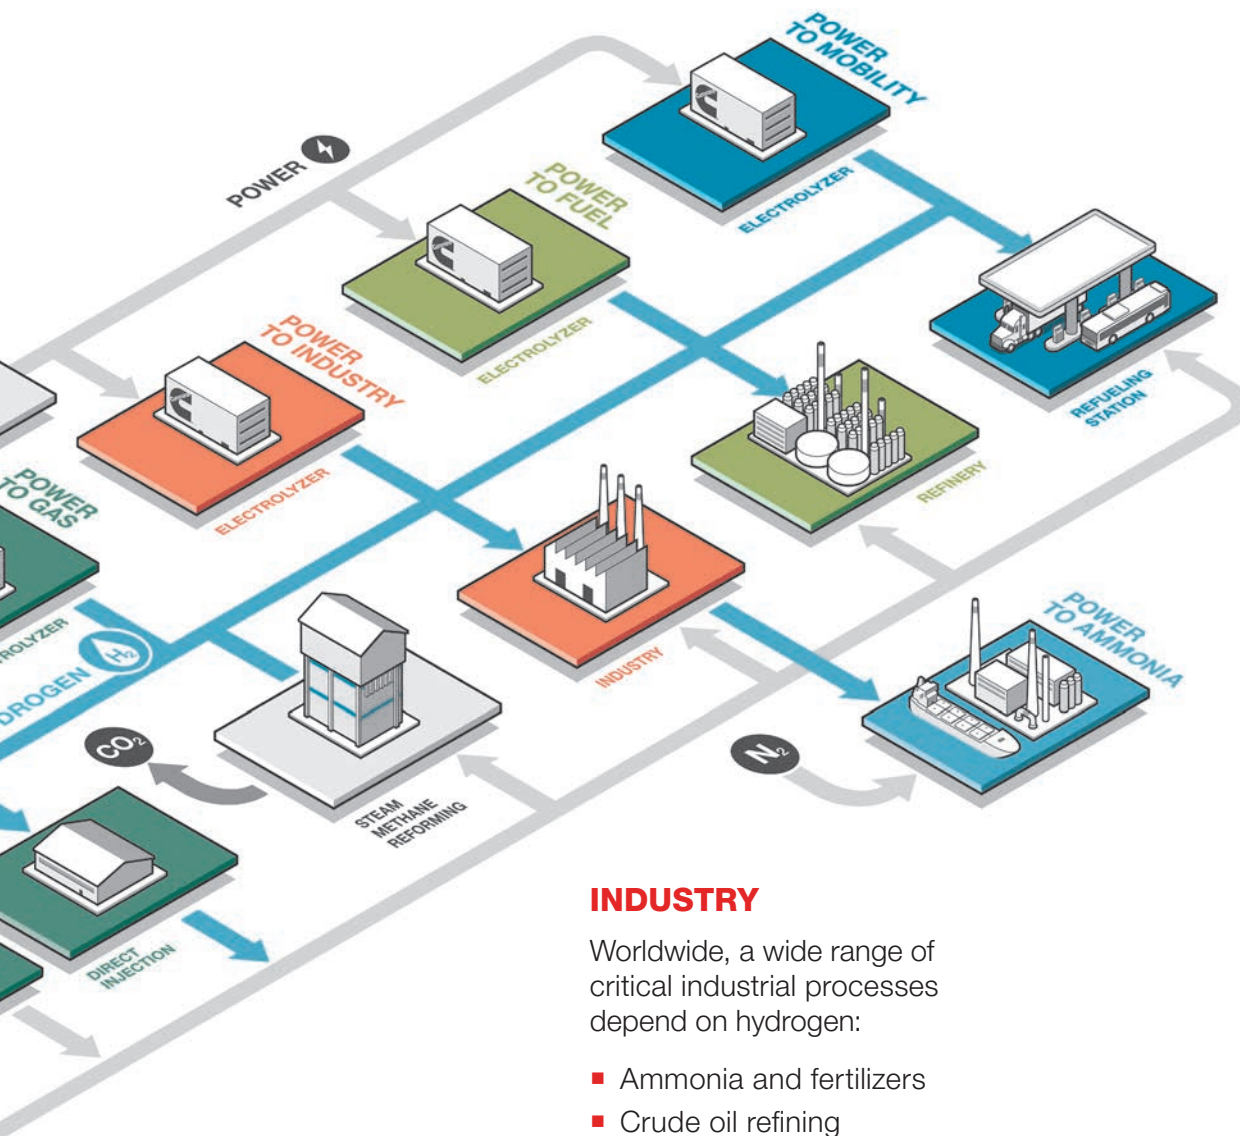 POWER
TO MOBILITY
POWER
ELECTROLYZER
POWER
TO FUEL
ELECTROLYZER
POWER
TO INDUSTRY
ELECTROLYZER
REFUELING
STATION
REFINERY
POWER
TO GAS
INDUSTRY
POWER
TO AMMONIA
ROLYZER
H2
DROGEN
CO2
N2
STEAM
METHANE
REFORMING
DIRECT
INJECTION
INDUSTRY
Worldwide, a wide range of
critical industrial processes
depend on hydrogen:
▪ Ammonia and fertilizers
▪ Crude oil refining